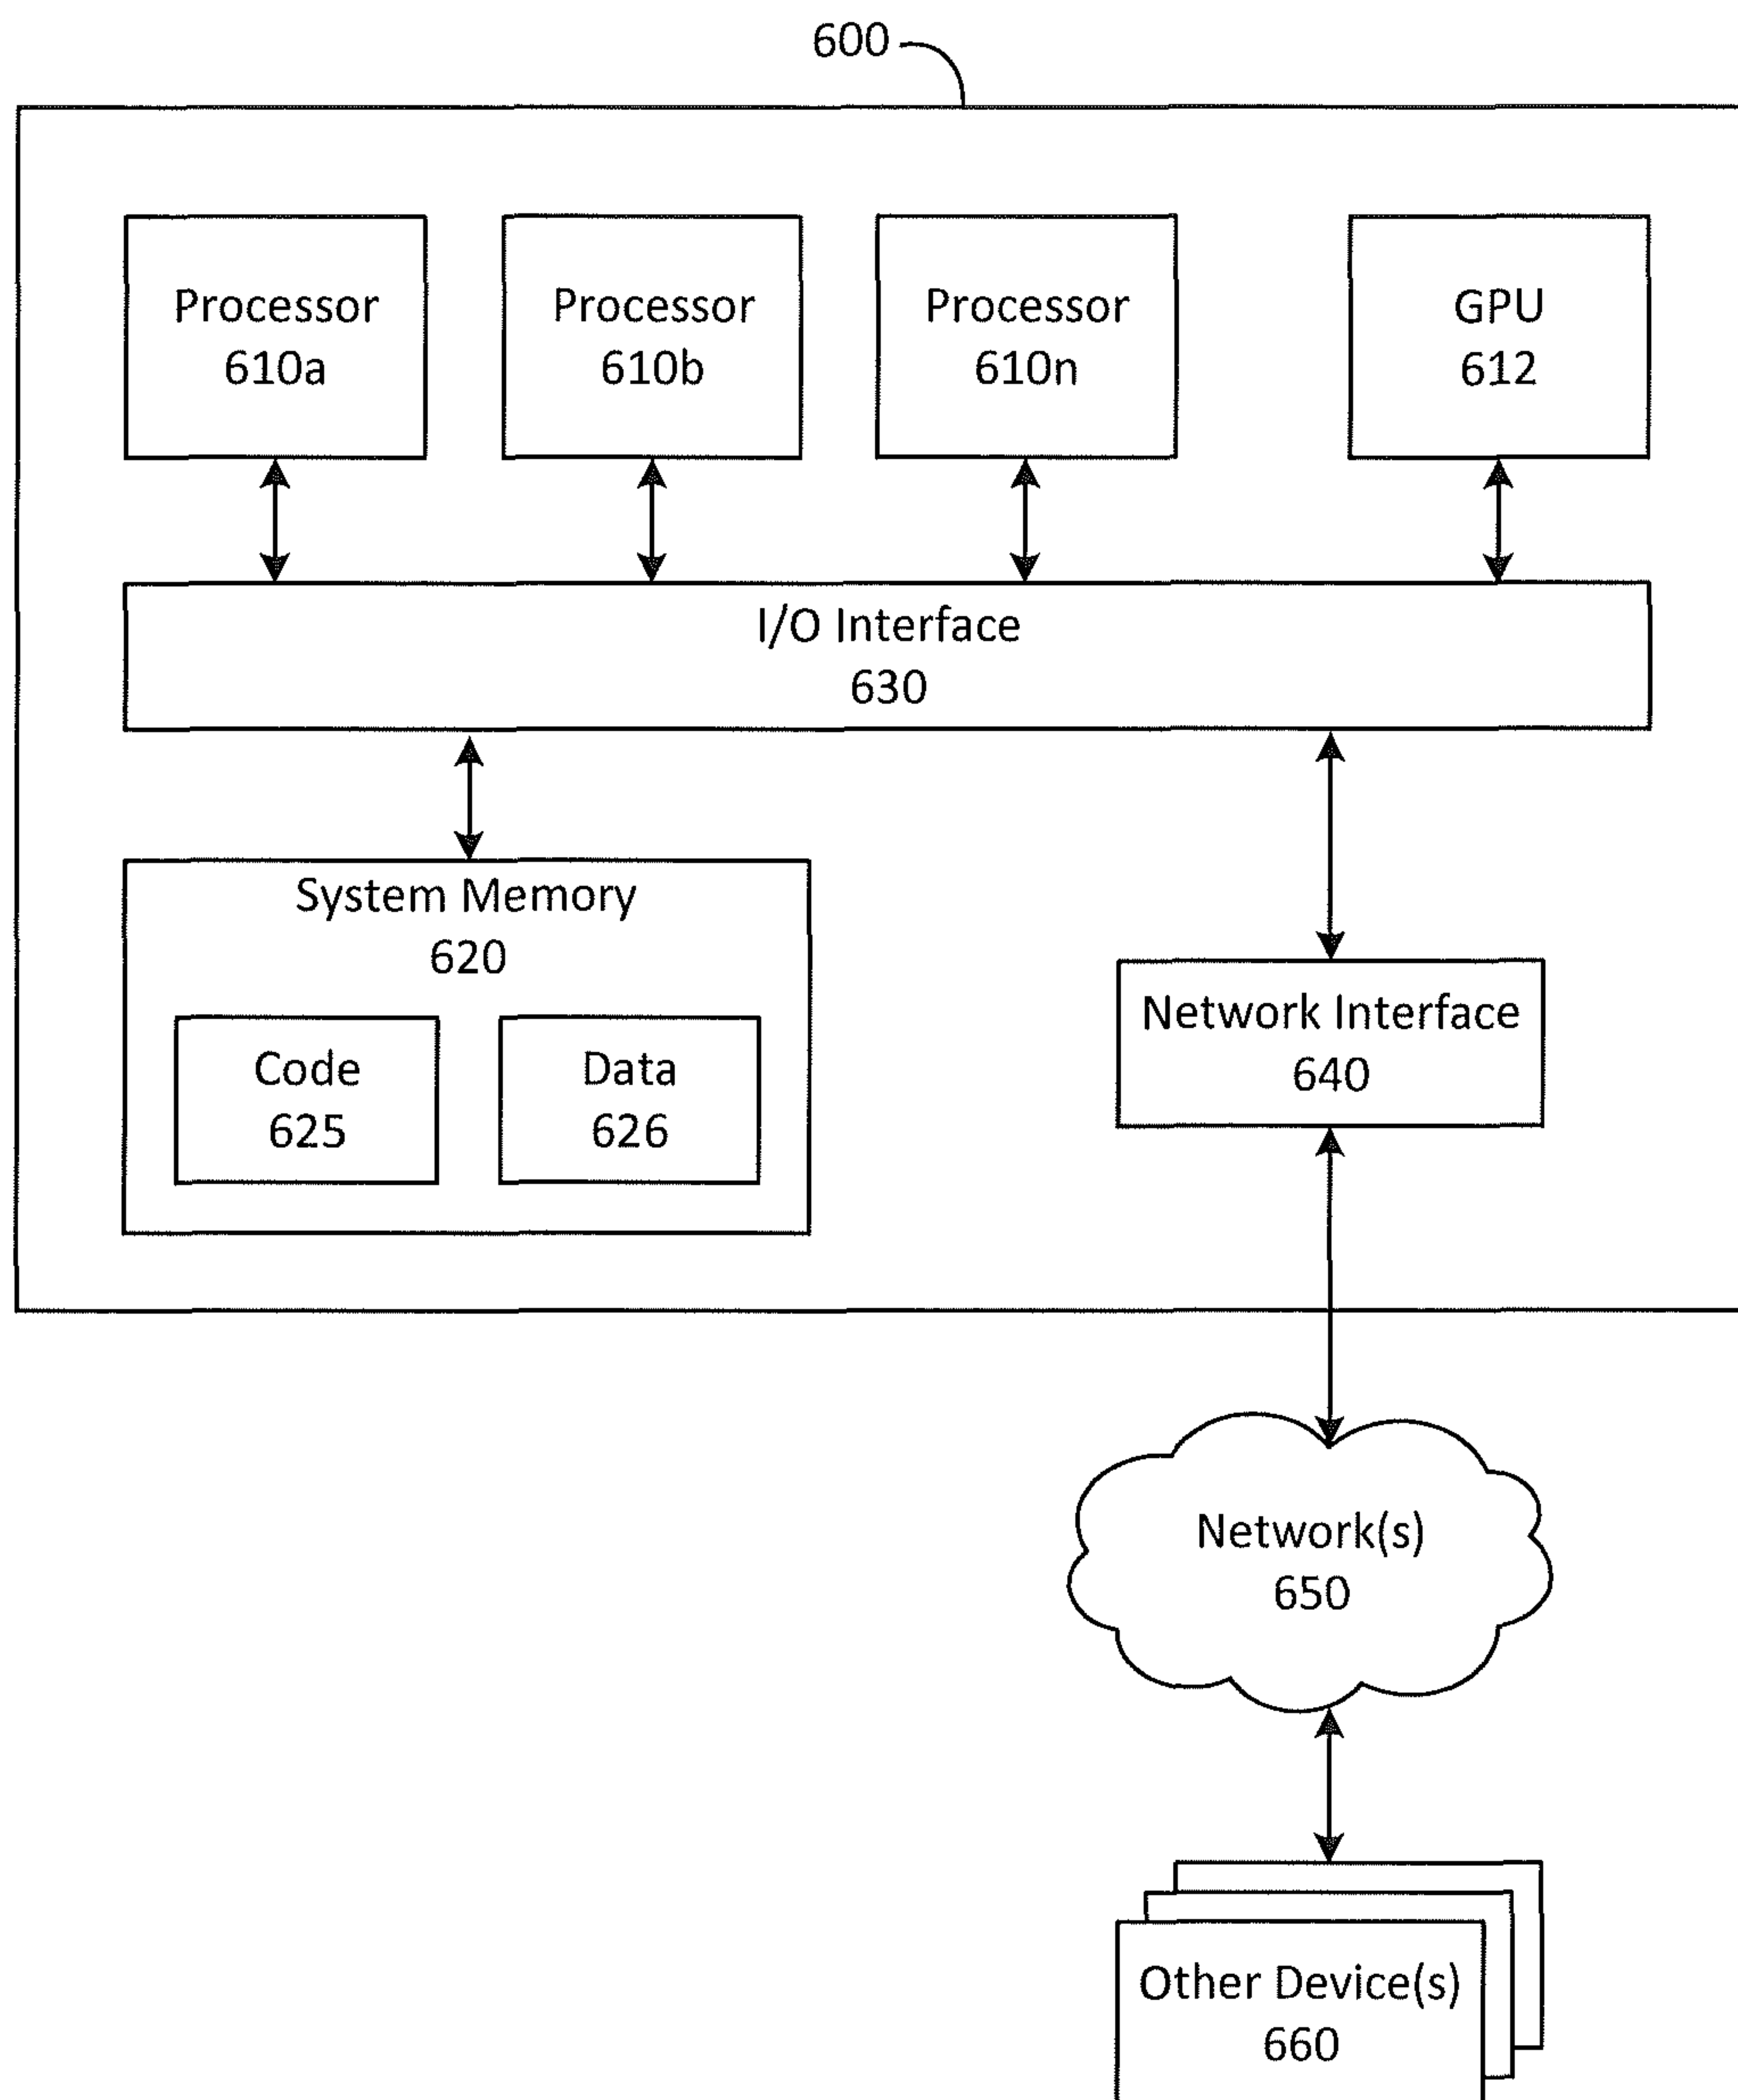 600
Processor
610a
Processor
610b
Processor
610n
GPU
612
I/O Interface
630
System Memory
620
Code
625
Data
626
Network Interface
640
Network(s)
650
Other Device(s)
660